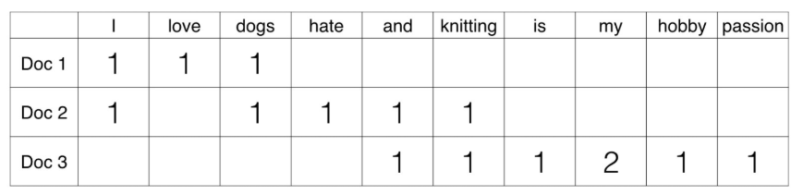 I love dogs hate and knitting is my hobby passion
Doc 1 1 1 1
Doc 2 1 1 1 1 1
Doc 3 1 1 1 2 1 1